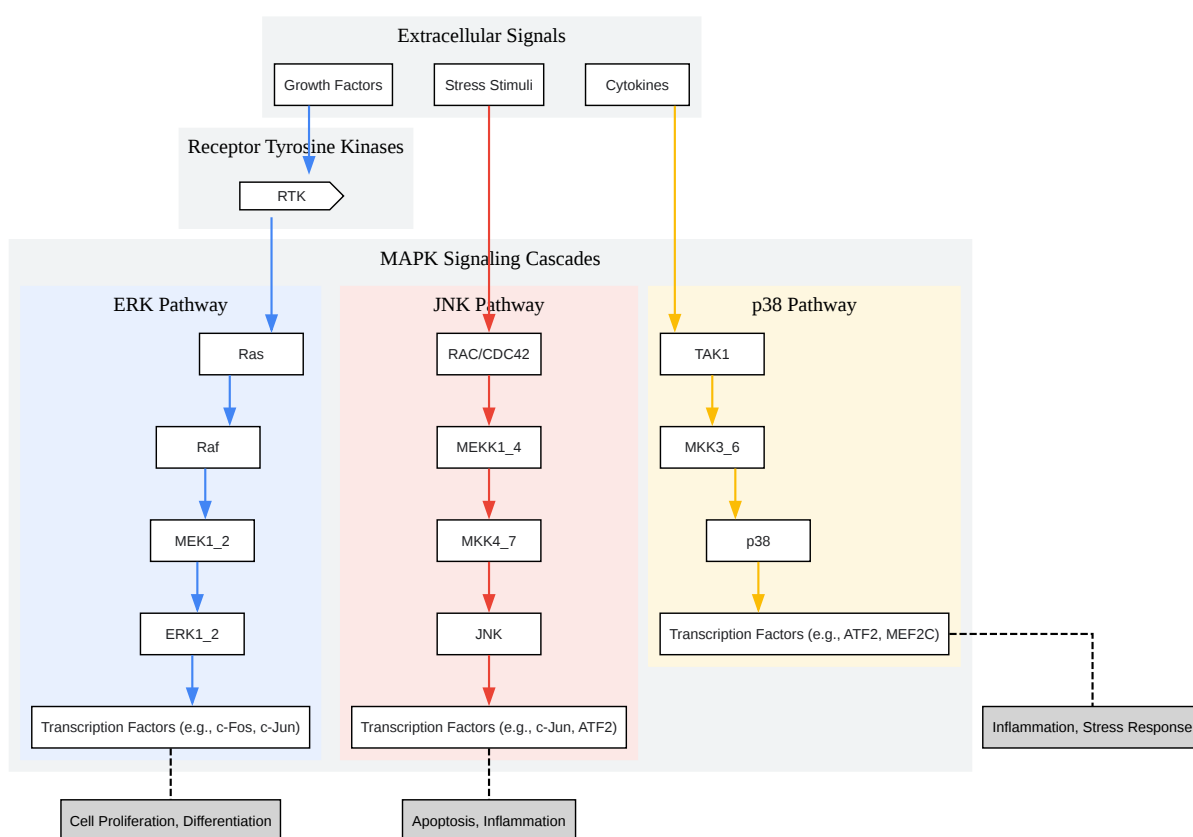 Extracellular Signals
Growth Factors
Stress Stimuli
Cytokines
Receptor Tyrosine Kinases
RTK
MAPK Signaling Cascades
ERK Pathway
JNK Pathway
p38 Pathway
Ras
RAC/CDC42
TAK1
Raf
MEKK1_4
MKK3_6
MEK1_2
MKK4_7
p38
ERK1_2
JNK
Transcription Factors (e.g., ATF2, MEF2C)
Transcription Factors (e.g., c-Fos, c-Jun)
Transcription Factors (e.g., c-Jun, ATF2)
Inflammation, Stress Response
Cell Proliferation, Differentiation
Apoptosis, Inflammation